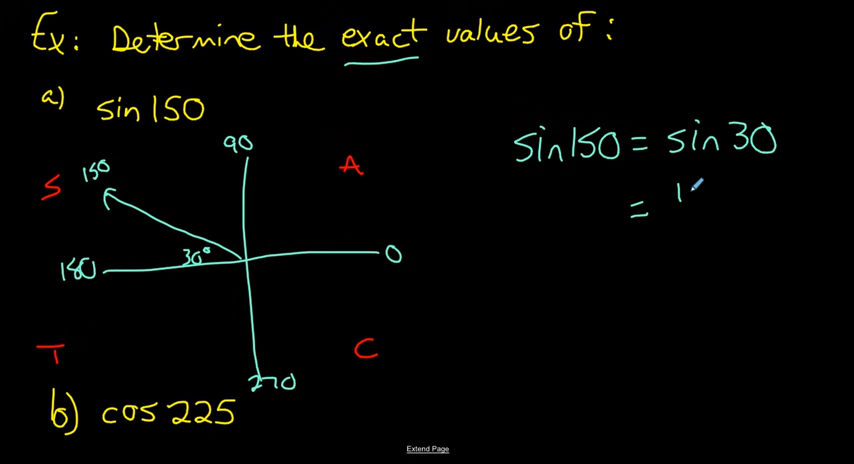 Ex: Determine the exact values of:
a) sin 150
sin 150 = sin 30
= 1
90
A
S
150
30°
180
0
T
C
270
b) cos 225
Extend Page